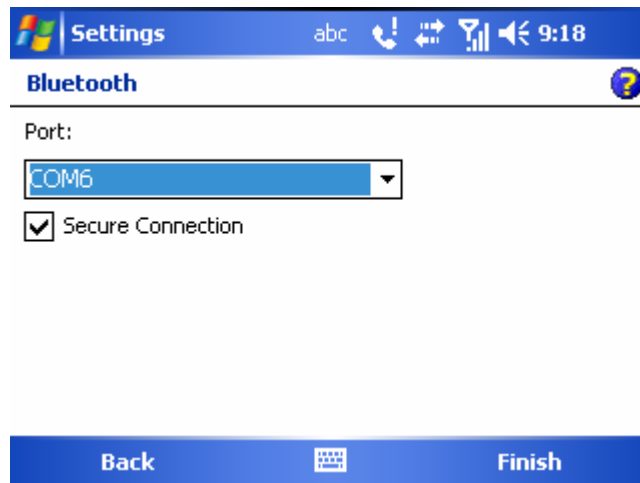 Settings abc 9:18
Bluetooth ?
Port:
COM6
Secure Connection
Back Finish